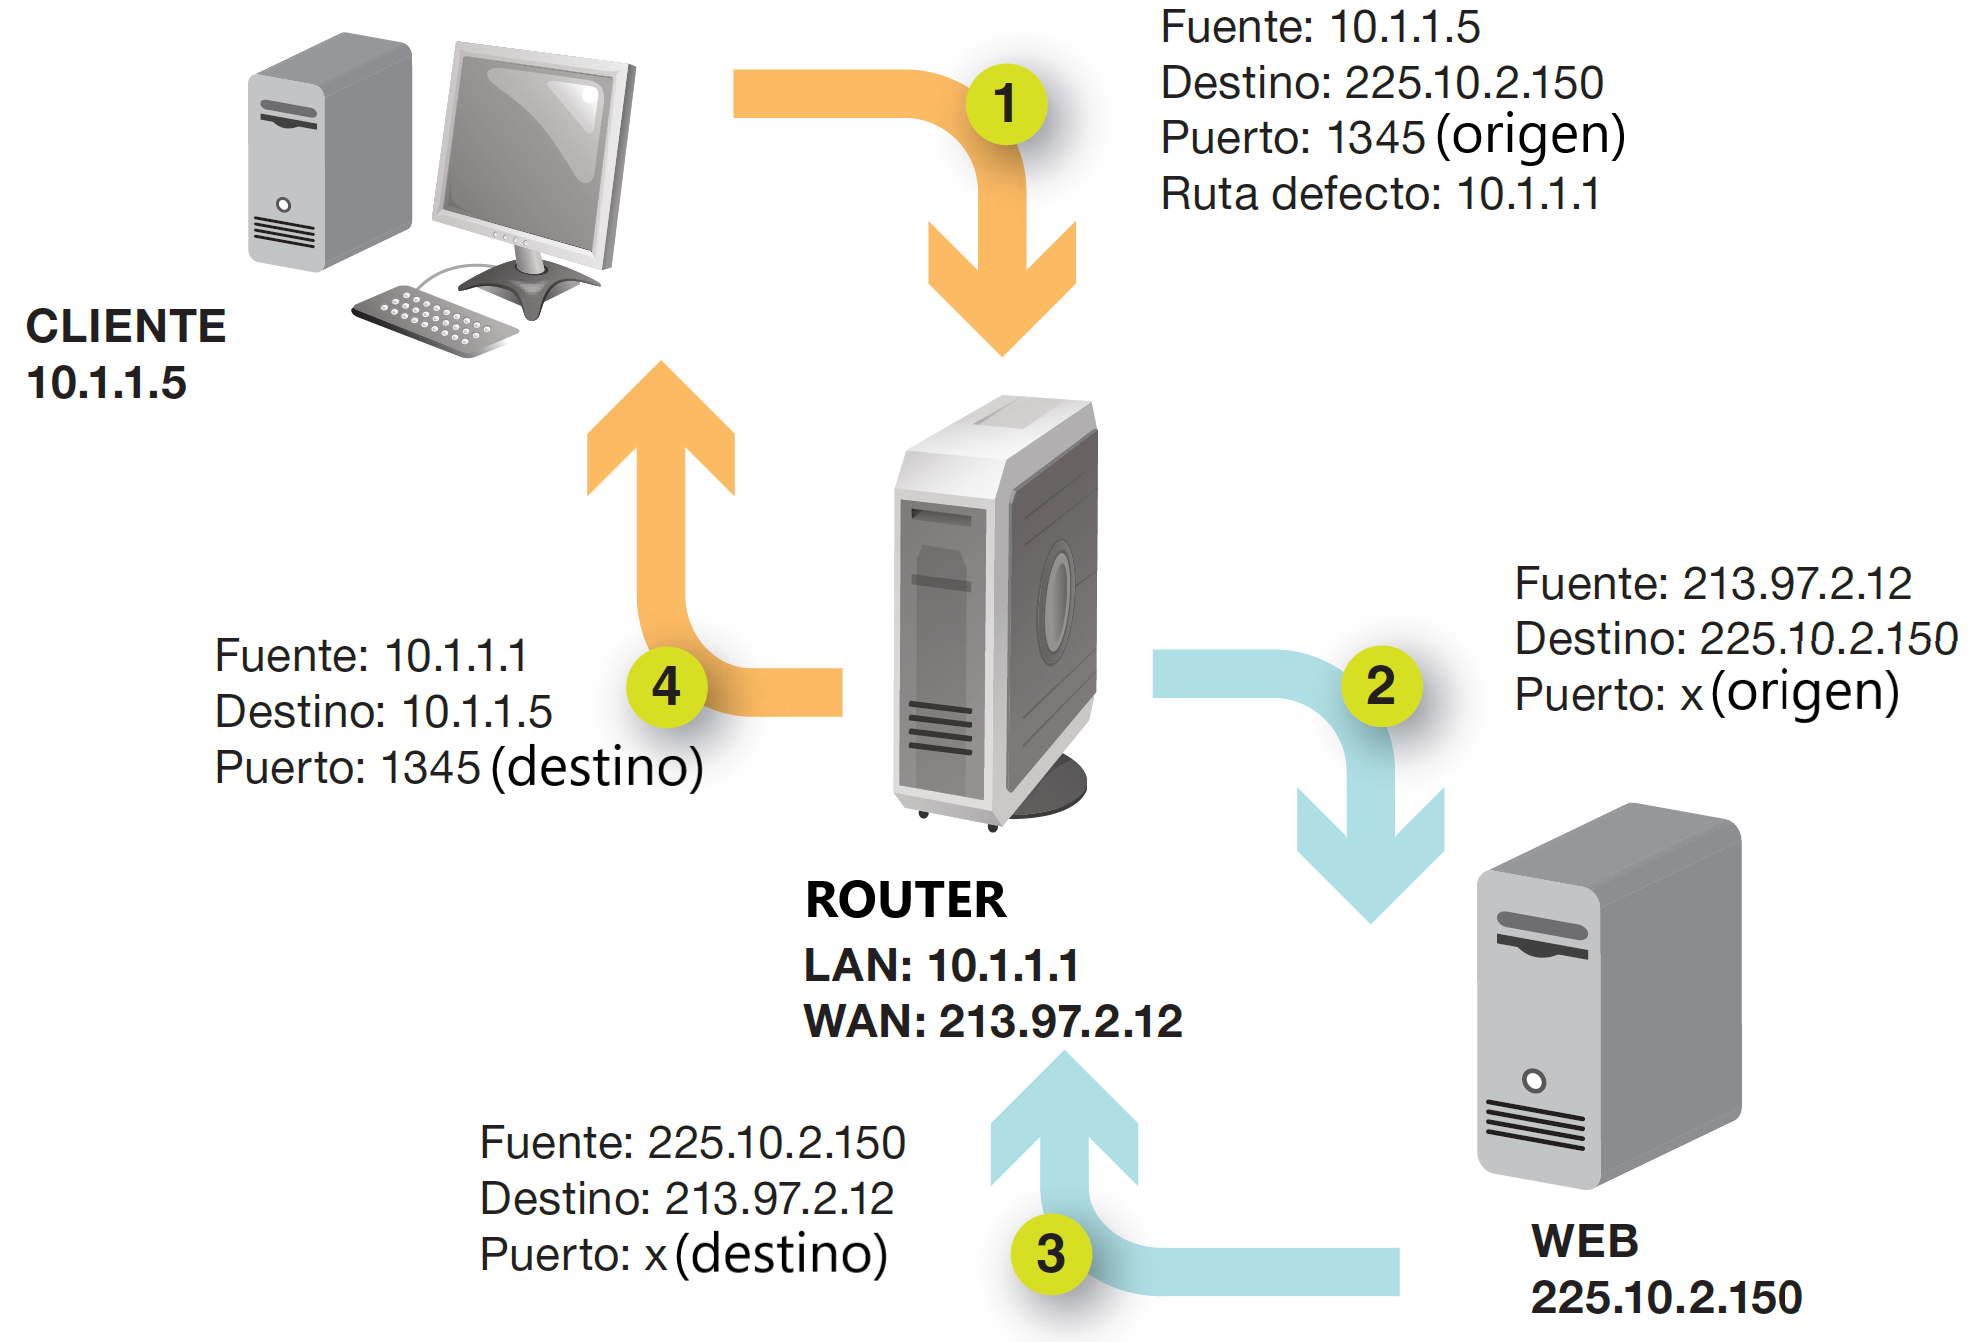 Fuente: 10.1.1.5
Destino: 225.10.2.150
Puerto: 1345 (origen)
Ruta defecto: 10.1.1.1
1
CLIENTE
10.1.1.5
Fuente: 213.97.2.12
Destino: 225.10.2.150
Puerto: x (origen)
2
Fuente: 10.1.1.1
Destino: 10.1.1.5
Puerto: 1345 (destino)
4
ROUTER
LAN: 10.1.1.1
WAN: 213.97.2.12
Fuente: 225.10.2.150
Destino: 213.97.2.12
Puerto: x (destino)
3
WEB
225.10.2.150